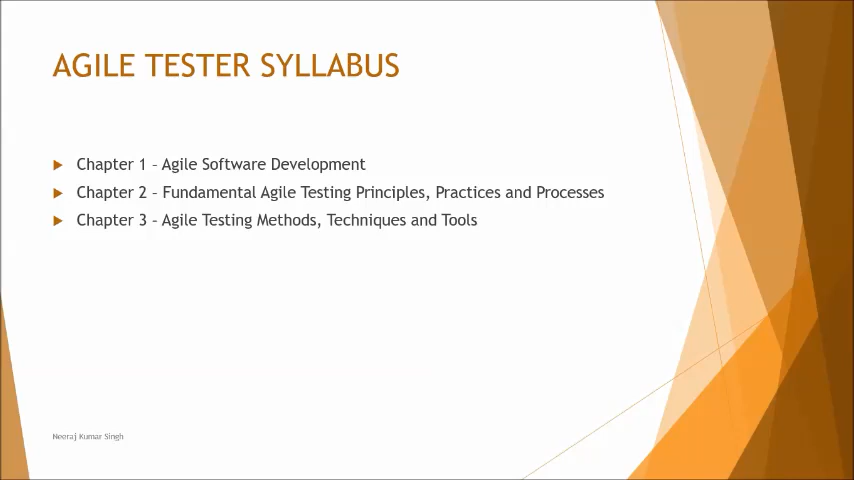 AGILE TESTER SYLLABUS
Chapter 1 – Agile Software Development
Chapter 2 – Fundamental Agile Testing Principles, Practices and Processes
Chapter 3 – Agile Testing Methods, Techniques and Tools
Neeraj Kumar Singh